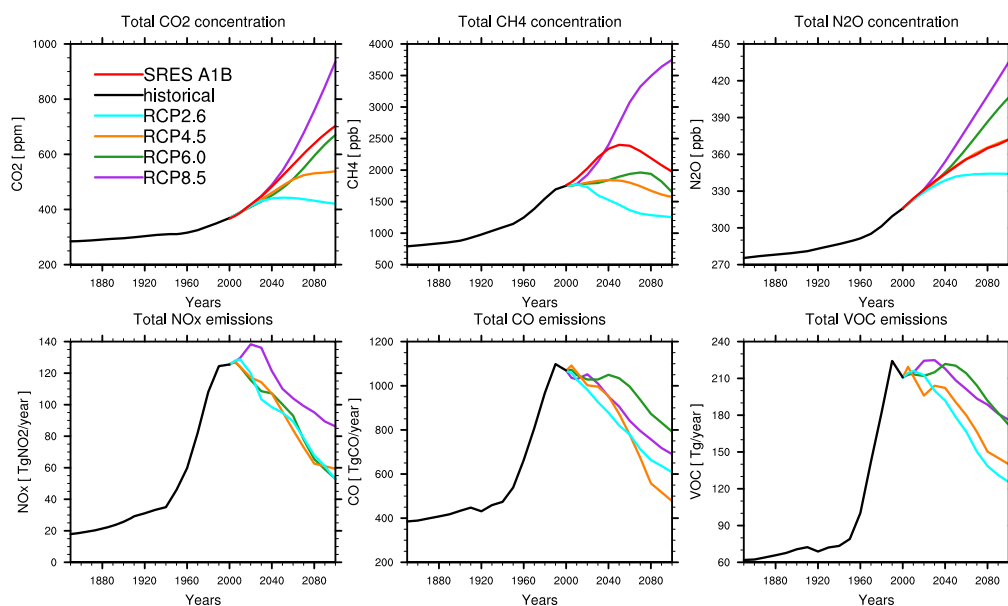 Total CO2 concentration
1000
800
600
400
200
CO2 [ ppm ]
SRES A1B
historical
RCP2.6
RCP4.5
RCP6.0
RCP8.5
1880 1920 1960 2000 2040 2080
Years
Total CH4 concentration
4000
3500
3000
2500
2000
1500
1000
500
CH4 [ ppb ]
1880 1920 1960 2000 2040 2080
Years
Total N2O concentration
450
420
390
360
330
300
270
N2O [ ppb ]
1880 1920 1960 2000 2040 2080
Years
Total NOx emissions
140
120
100
80
60
40
20
0
NOx [ TgNO2/year ]
1880 1920 1960 2000 2040 2080
Years
Total CO emissions
1200
1000
800
600
400
200
CO [ TgCO/year ]
1880 1920 1960 2000 2040 2080
Years
Total VOC emissions
240
210
180
150
120
90
60
VOC [ Tg/year ]
1880 1920 1960 2000 2040 2080
Years